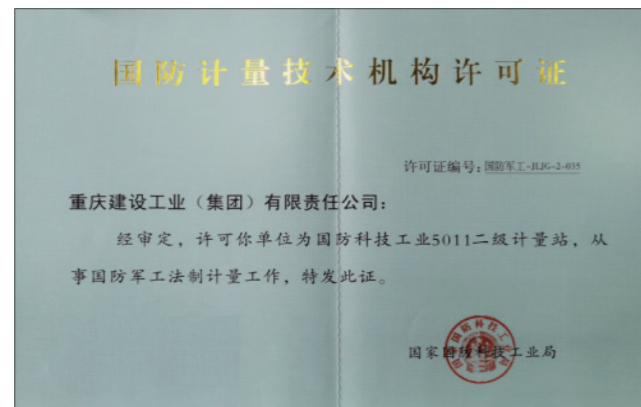 国防计量技术机构许可证
许可证编号：国防军工-JLJG-2-035
重庆建设工业（集团）有限责任公司：
经审定，许可你单位为国防科技工业5011二级计量站，从
事国防军工法制计量工作，特发此证。
国家国防科技工业局